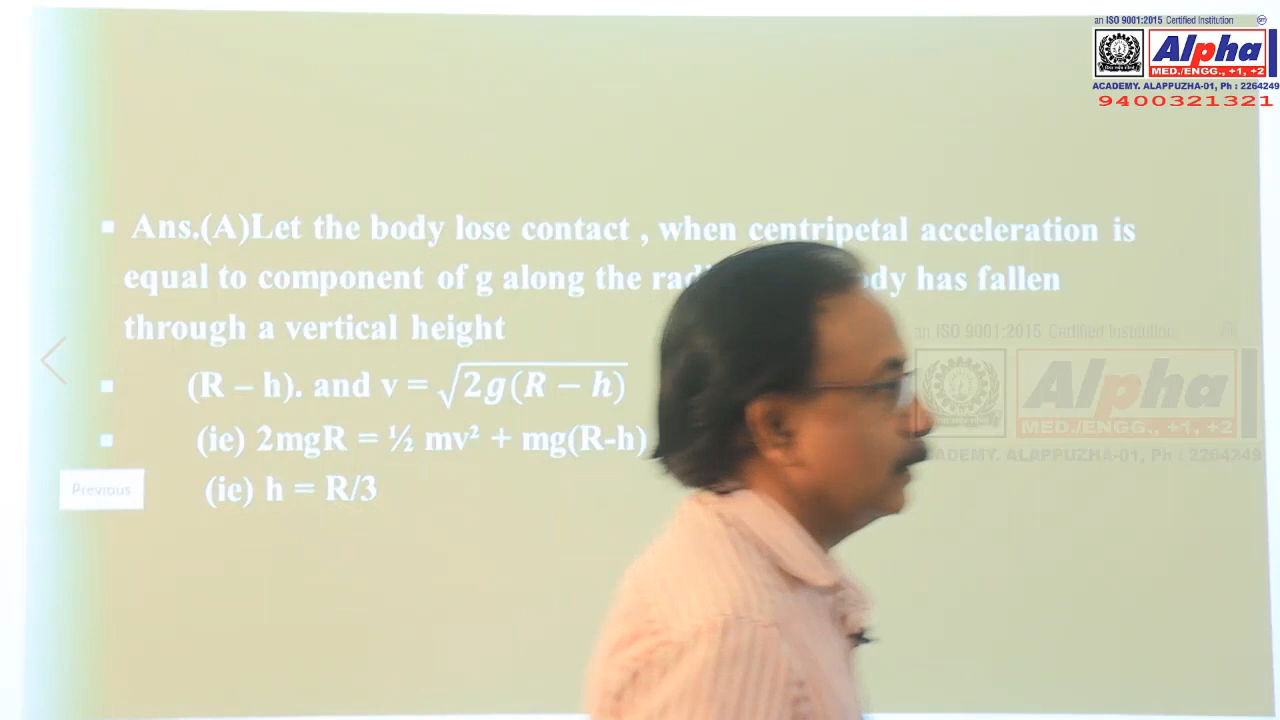 an ISO 9001:2015 Certified Institution
Alpha
MED./ENGG., +1, +2
ACADEMY. ALAPPUZHA-01, Ph : 2264249
9400321321
Ans.(A)Let the body lose contact , when centripetal acceleration is
equal to component of g along the ody has fallen
through a vertical height
(R – h). and v = √2g(R − h)
(ie) 2mgR = ½ mv² + mg(R-h)
(ie) h = R/3
Previous
an ISO 9001:2015 Certified Institution
Alpha
MED./ENGG., +1, +2
ADEMY. ALAPPUZHA-01, Ph : 2264249